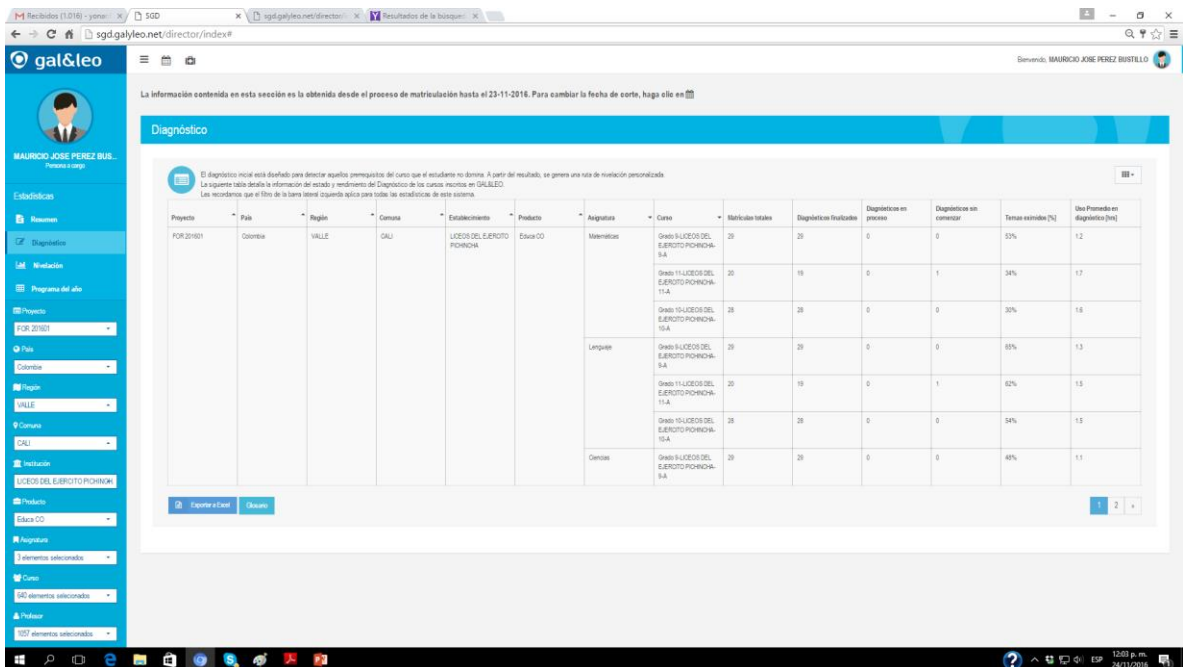 Recibidos (1.016) - yona
SGD
sgd.galyleo.net/director/i
Resultados de la búsqued
sgd.galyleo.net/director/index#
gal&leo
Bienvenido, MAURICIO JOSE PEREZ BUSTILLO
La información contenida en esta sección es la obtenida desde el proceso de matriculación hasta el 23-11-2016. Para cambiar la fecha de corte, haga clic en
Diagnóstico
MAURICIO JOSE PEREZ BUS...
Persona a cargo
Estadísticas
Resumen
Diagnóstico
Nivelación
Programa del año
Proyecto
FOR 201601
País
Colombia
Región
VALLE
Comuna
CALI
Institución
LICEOS DEL EJERCITO PICHINCH
Producto
Educa CO
Asignatura
3 elementos seleccionados
Curso
640 elementos seleccionados
Profesor
1057 elementos seleccionados
El diagnóstico inicial está diseñado para detectar aquellos prerrequisitos del curso que el estudiante no domina. A partir del resultado, se genera una ruta de nivelación personalizada.
La siguiente tabla detalla la información del estado y rendimiento del Diagnóstico de los cursos inscritos en GAL&LEO.
Les recordamos que el filtro de la barra lateral izquierda aplica para todas las estadísticas de este sistema.
Proyecto País Región Comuna Establecimiento Producto Asignatura Curso Matrículas totales Diagnósticos finalizados Diagnósticos en proceso Diagnósticos sin comenzar Temas eximidos [%] Uso Promedio en diagnóstico [hrs]
FOR 201601 Colombia VALLE CALI LICEOS DEL EJERCITO PICHINCHA Educa CO Matemáticas Grado 9-LICEOS DEL EJERCITO PICHINCHA-9-A 29 29 0 0 53% 1.2
Grado 11-LICEOS DEL EJERCITO PICHINCHA-11-A 20 19 0 1 34% 1.7
Grado 10-LICEOS DEL EJERCITO PICHINCHA-10-A 28 28 0 0 30% 1.6
Lenguaje Grado 9-LICEOS DEL EJERCITO PICHINCHA-9-A 29 29 0 0 65% 1.3
Grado 11-LICEOS DEL EJERCITO PICHINCHA-11-A 20 19 0 1 62% 1.5
Grado 10-LICEOS DEL EJERCITO PICHINCHA-10-A 28 28 0 0 54% 1.5
Ciencias Grado 9-LICEOS DEL EJERCITO PICHINCHA-9-A 29 29 0 0 46% 1.1
Exportar a Excel Glosario
1 2
ESP
12:03 p. m.
24/11/2016